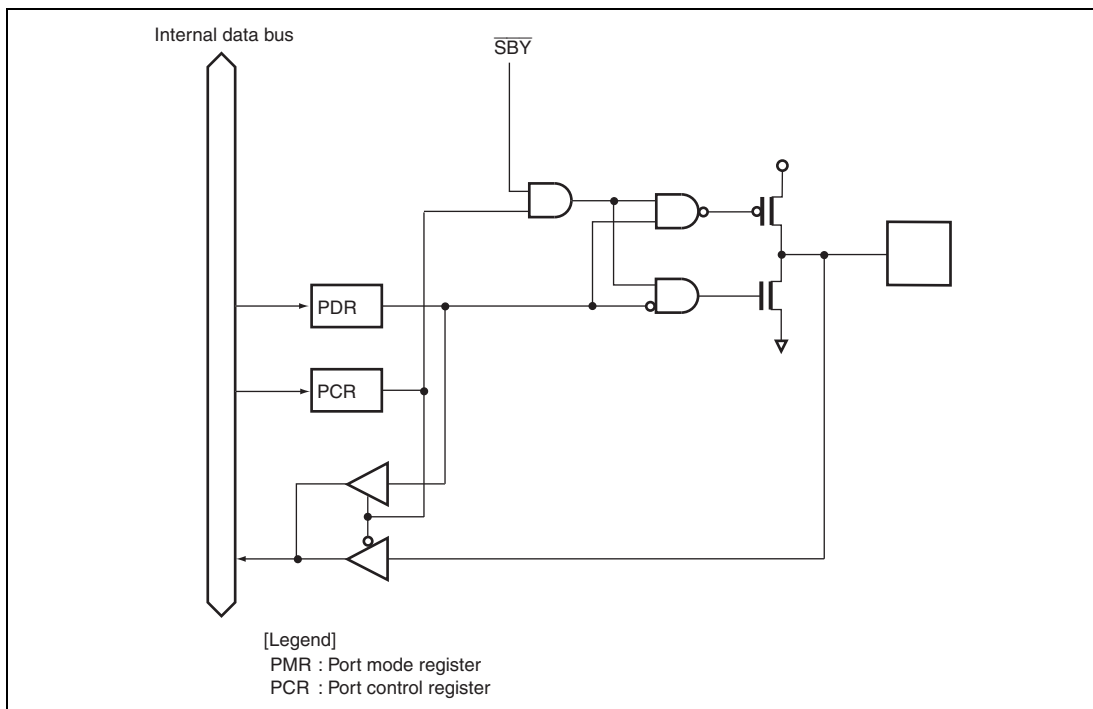 Internal data bus
SBY
PDR
PCR
[Legend]
PMR : Port mode register
PCR : Port control register